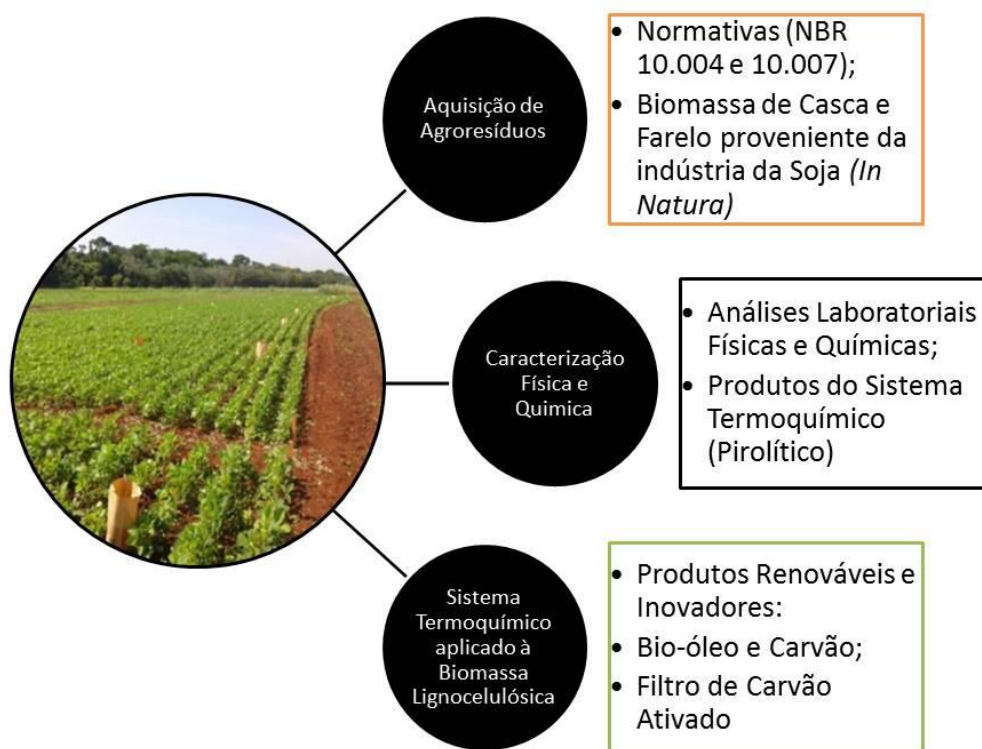 Aquisição de
Agroresíduos
• Normativas (NBR
10.004 e 10.007);
• Biomassa de Casca e
Farelo proveniente da
indústria da Soja (In
Natura)
Caracterização
Física e
Quimica
• Análises Laboratoriais
Físicas e Químicas;
• Produtos do Sistema
Termoquímico
(Pirolítico)
Sistema
Termoquímico
aplicado à
Biomassa
Lignocelulósica
• Produtos Renováveis e
Inovadores:
• Bio-óleo e Carvão;
• Filtro de Carvão
Ativado